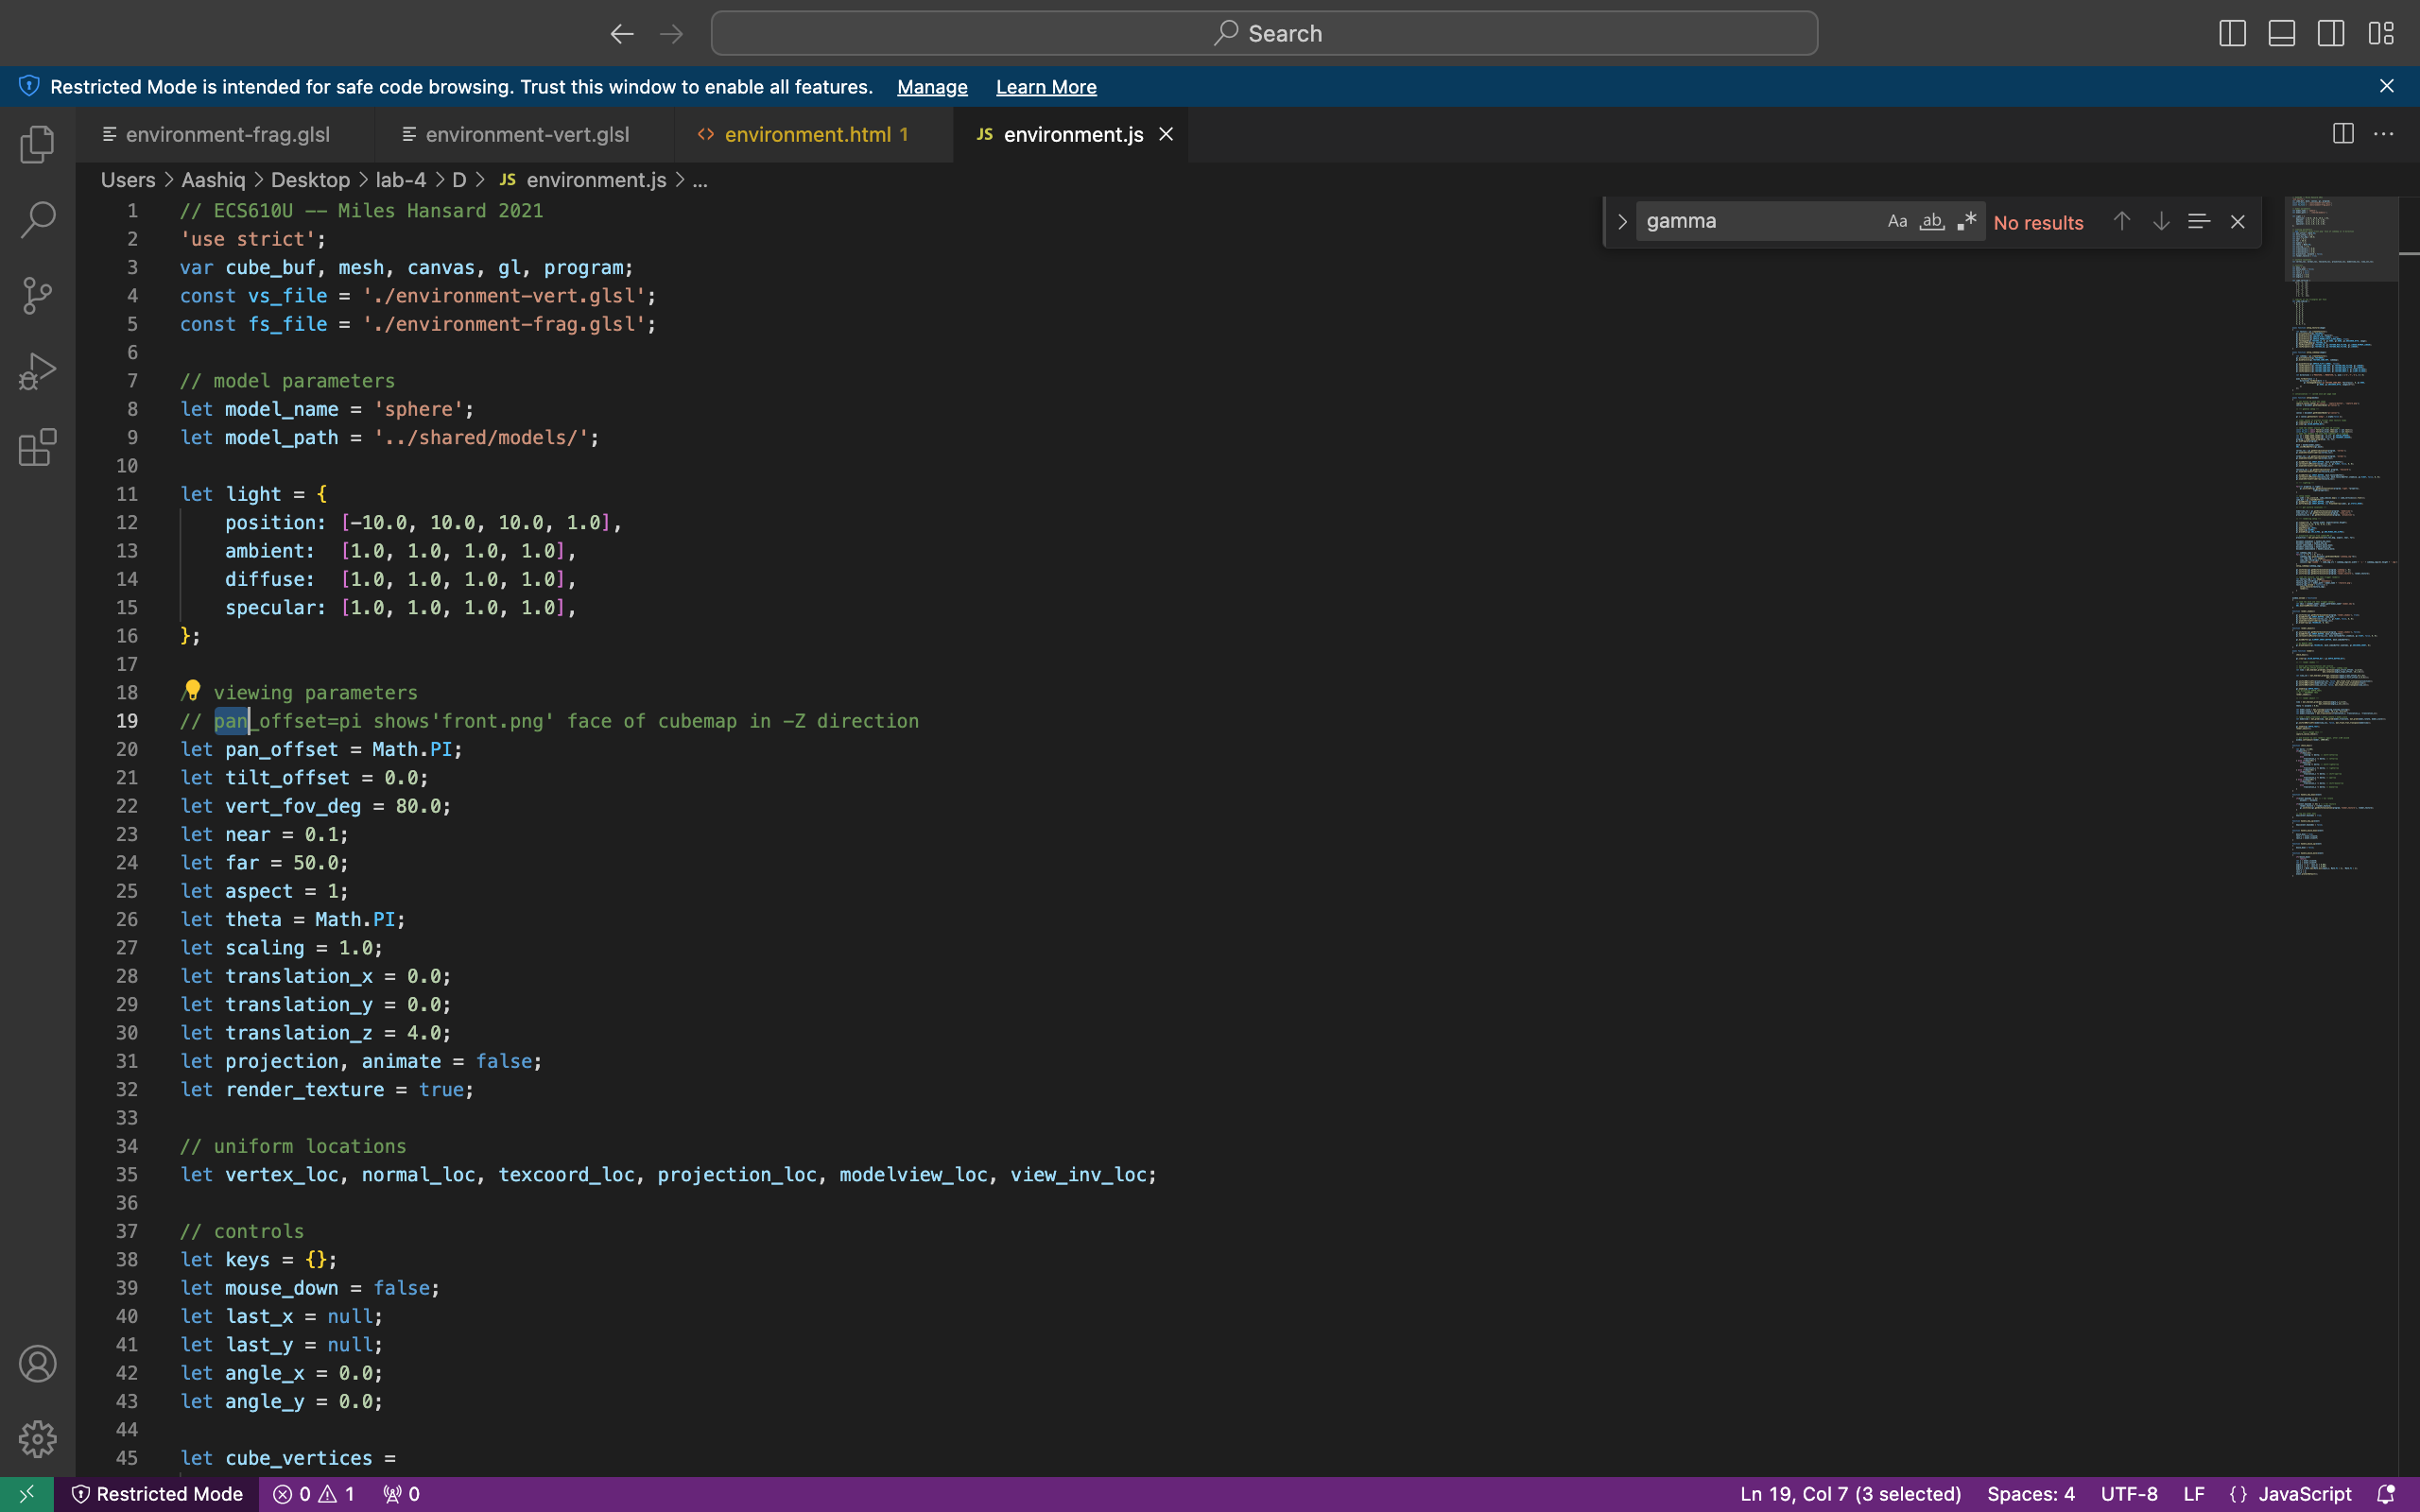 Search
Restricted Mode is intended for safe code browsing. Trust this window to enable all features. Manage Learn More
environment-frag.glsl environment-vert.glsl <> environment.html 1 JS environment.js
Users > Aashiq > Desktop > lab-4 > D > JS environment.js > ...
gamma Aa ab .* No results
1 // ECS610U -- Miles Hansard 2021
2 'use strict';
3 var cube_buf, mesh, canvas, gl, program;
4 const vs_file = './environment-vert.glsl';
5 const fs_file = './environment-frag.glsl';
6
7 // model parameters
8 let model_name = 'sphere';
9 let model_path = '../shared/models/';
10
11 let light = {
12 position: [-10.0, 10.0, 10.0, 1.0],
13 ambient: [1.0, 1.0, 1.0, 1.0],
14 diffuse: [1.0, 1.0, 1.0, 1.0],
15 specular: [1.0, 1.0, 1.0, 1.0],
16 };
17
18 // viewing parameters
19 // pan_offset=pi shows'front.png' face of cubemap in -Z direction
20 let pan_offset = Math.PI;
21 let tilt_offset = 0.0;
22 let vert_fov_deg = 80.0;
23 let near = 0.1;
24 let far = 50.0;
25 let aspect = 1;
26 let theta = Math.PI;
27 let scaling = 1.0;
28 let translation_x = 0.0;
29 let translation_y = 0.0;
30 let translation_z = 4.0;
31 let projection, animate = false;
32 let render_texture = true;
33
34 // uniform locations
35 let vertex_loc, normal_loc, texcoord_loc, projection_loc, modelview_loc, view_inv_loc;
36
37 // controls
38 let keys = {};
39 let mouse_down = false;
40 let last_x = null;
41 let last_y = null;
42 let angle_x = 0.0;
43 let angle_y = 0.0;
44
45 let cube_vertices =
Restricted Mode 0 1 0 Ln 19, Col 7 (3 selected) Spaces: 4 UTF-8 LF {} JavaScript